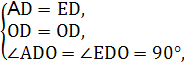 AD = ED,
OD = OD,
∠ADO = ∠EDO = 90°,